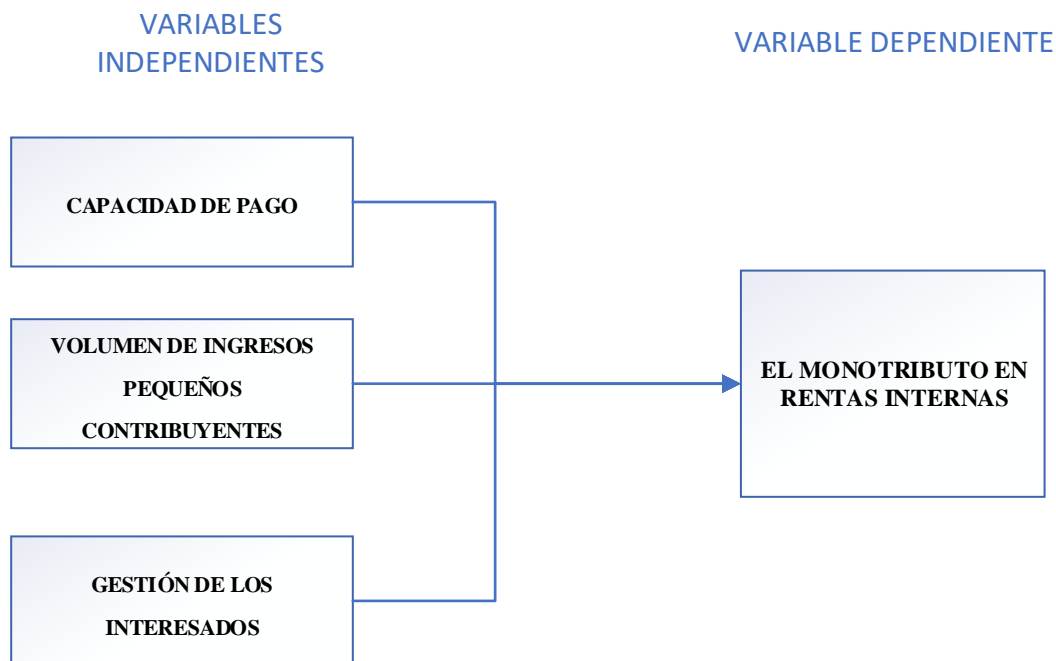 VARIABLES
INDEPENDIENTES
VARIABLE DEPENDIENTE
CAPACIDAD DE PAGO
VOLUMEN DE INGRESOS
PEQUEÑOS
CONTRIBUYENTES
GESTIÓN DE LOS
INTERESADOS
EL MONOTRIBUTO EN
RENTAS INTERNAS